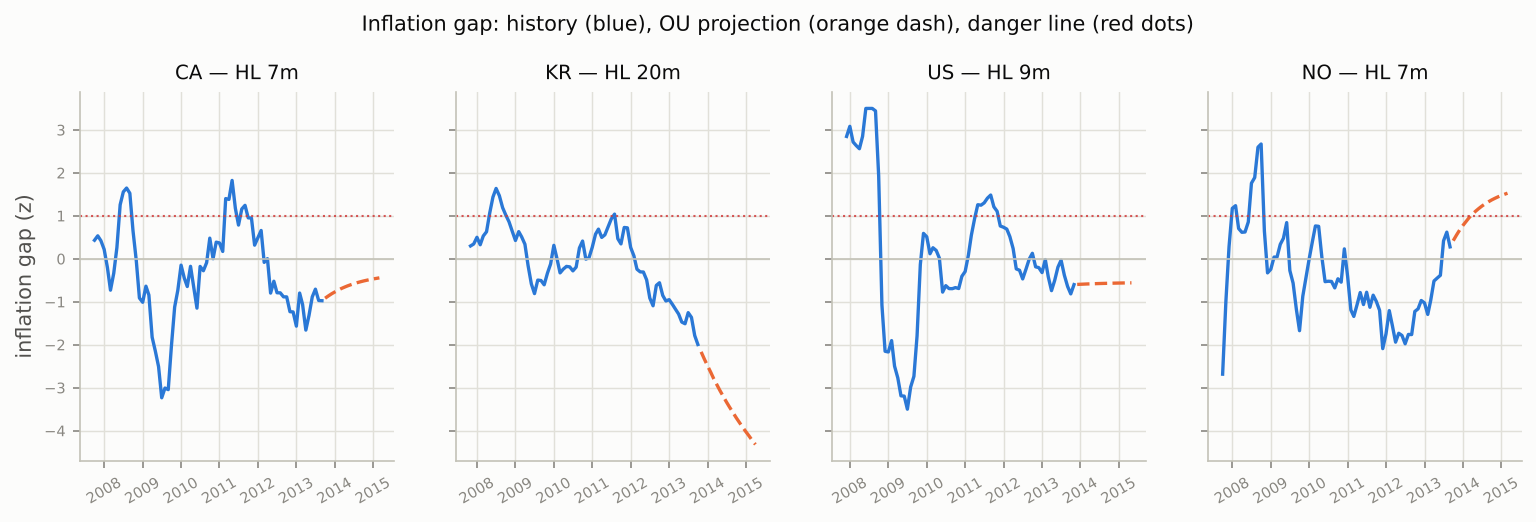 Inflation gap: history (blue), OU projection (orange dash), danger line (red dots)
CA — HL 7m
KR — HL 20m
US — HL 9m
NO — HL 7m
inflation gap (z)
3
2
1
0
−1
−2
−3
−4
2008 2009 2010 2011 2012 2013 2014 2015
2008 2009 2010 2011 2012 2013 2014 2015
2008 2009 2010 2011 2012 2013 2014 2015
2008 2009 2010 2011 2012 2013 2014 2015